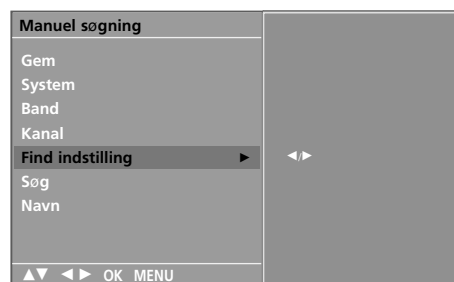 Manuel søgning
Gem
System
Band
Kanal
Find indstilling ► ◄/►
Søg
Navn
▲▼ ◄► OK MENU